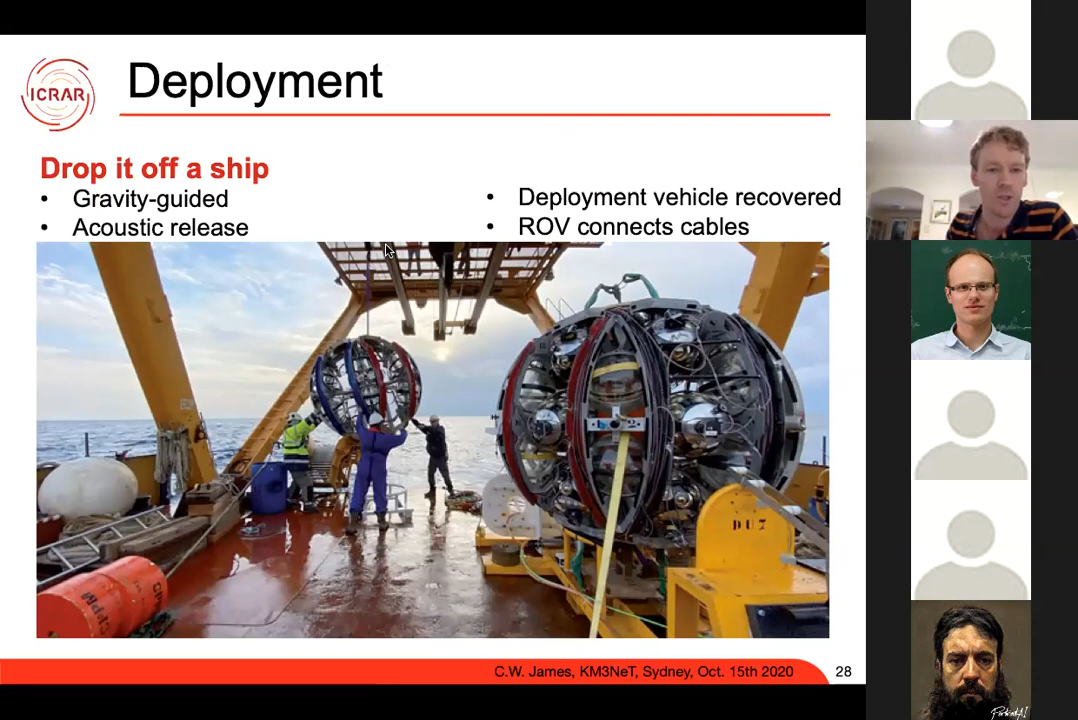 ICRAR
Deployment
Drop it off a ship
• Gravity-guided
• Acoustic release
• Deployment vehicle recovered
• ROV connects cables
DU7
CPPM
C.W. James, KM3NeT, Sydney, Oct. 15th 2020
28